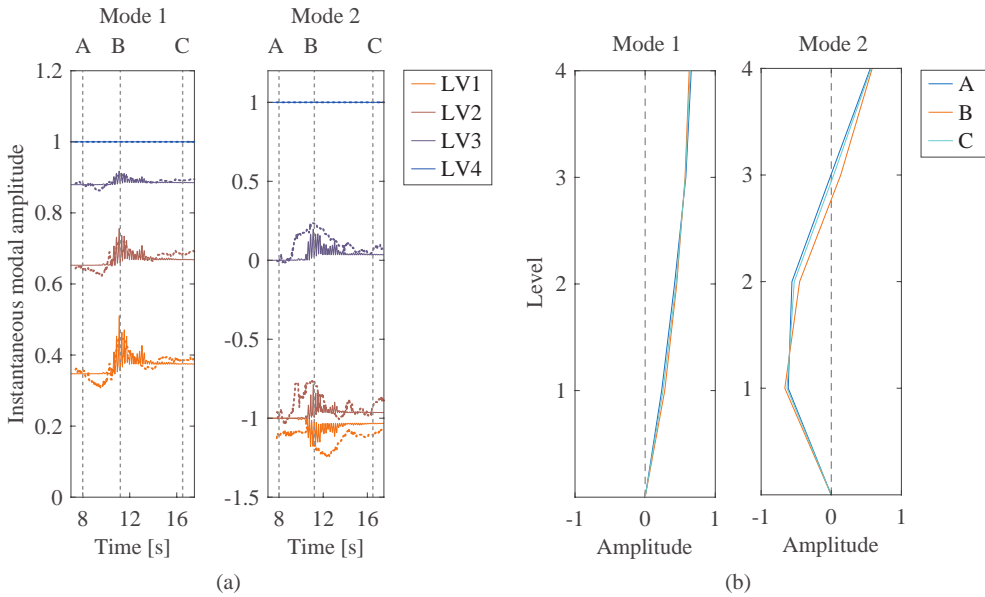 Mode 1
A B C
Instantaneous modal amplitude
1.2
1
0.8
0.6
0.4
0.2
0
8 12 16
Time [s]
Mode 2
A B C
1
0.5
0
-0.5
-1
-1.5
8 12 16
Time [s]
LV1
LV2
LV3
LV4
(a)
Mode 1
Level
4
3
2
1
-1 0 1
Amplitude
Mode 2
4
3
2
1
-1 0 1
Amplitude
A
B
C
(b)